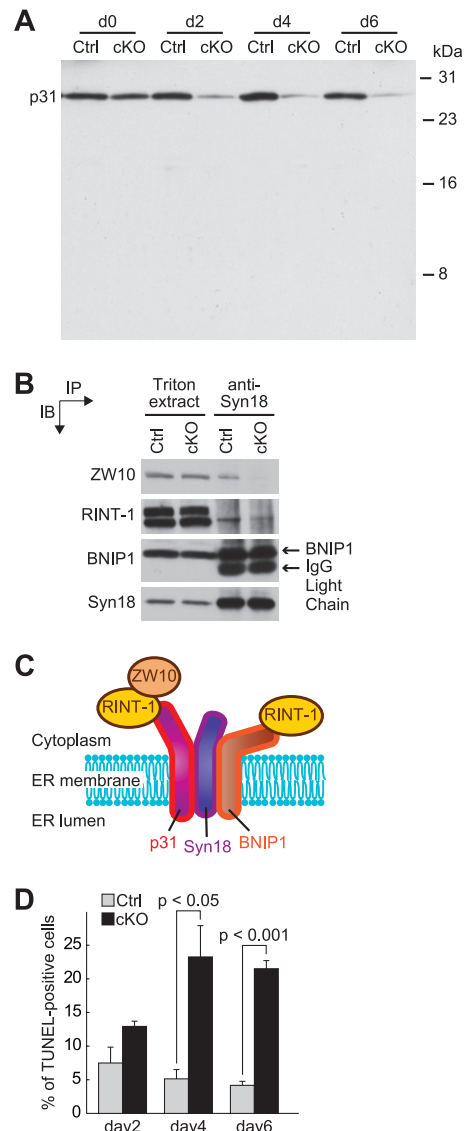 A
d0 d2 d4 d6
Ctrl cKO Ctrl cKO Ctrl cKO Ctrl cKO
kDa
p31
31
23
16
8
B
IP
IB
Triton extract
anti-Syn18
Ctrl cKO Ctrl cKO
ZW10
RINT-1
BNIP1
← BNIP1
← IgG
Light
Chain
Syn18
C
ZW10
RINT-1
RINT-1
Cytoplasm
ER membrane
ER lumen
p31 Syn18 BNIP1
D
Ctrl
cKO
p < 0.05
p < 0.001
% of TUNEL-positive cells
25
20
15
10
5
0
day2 day4 day6